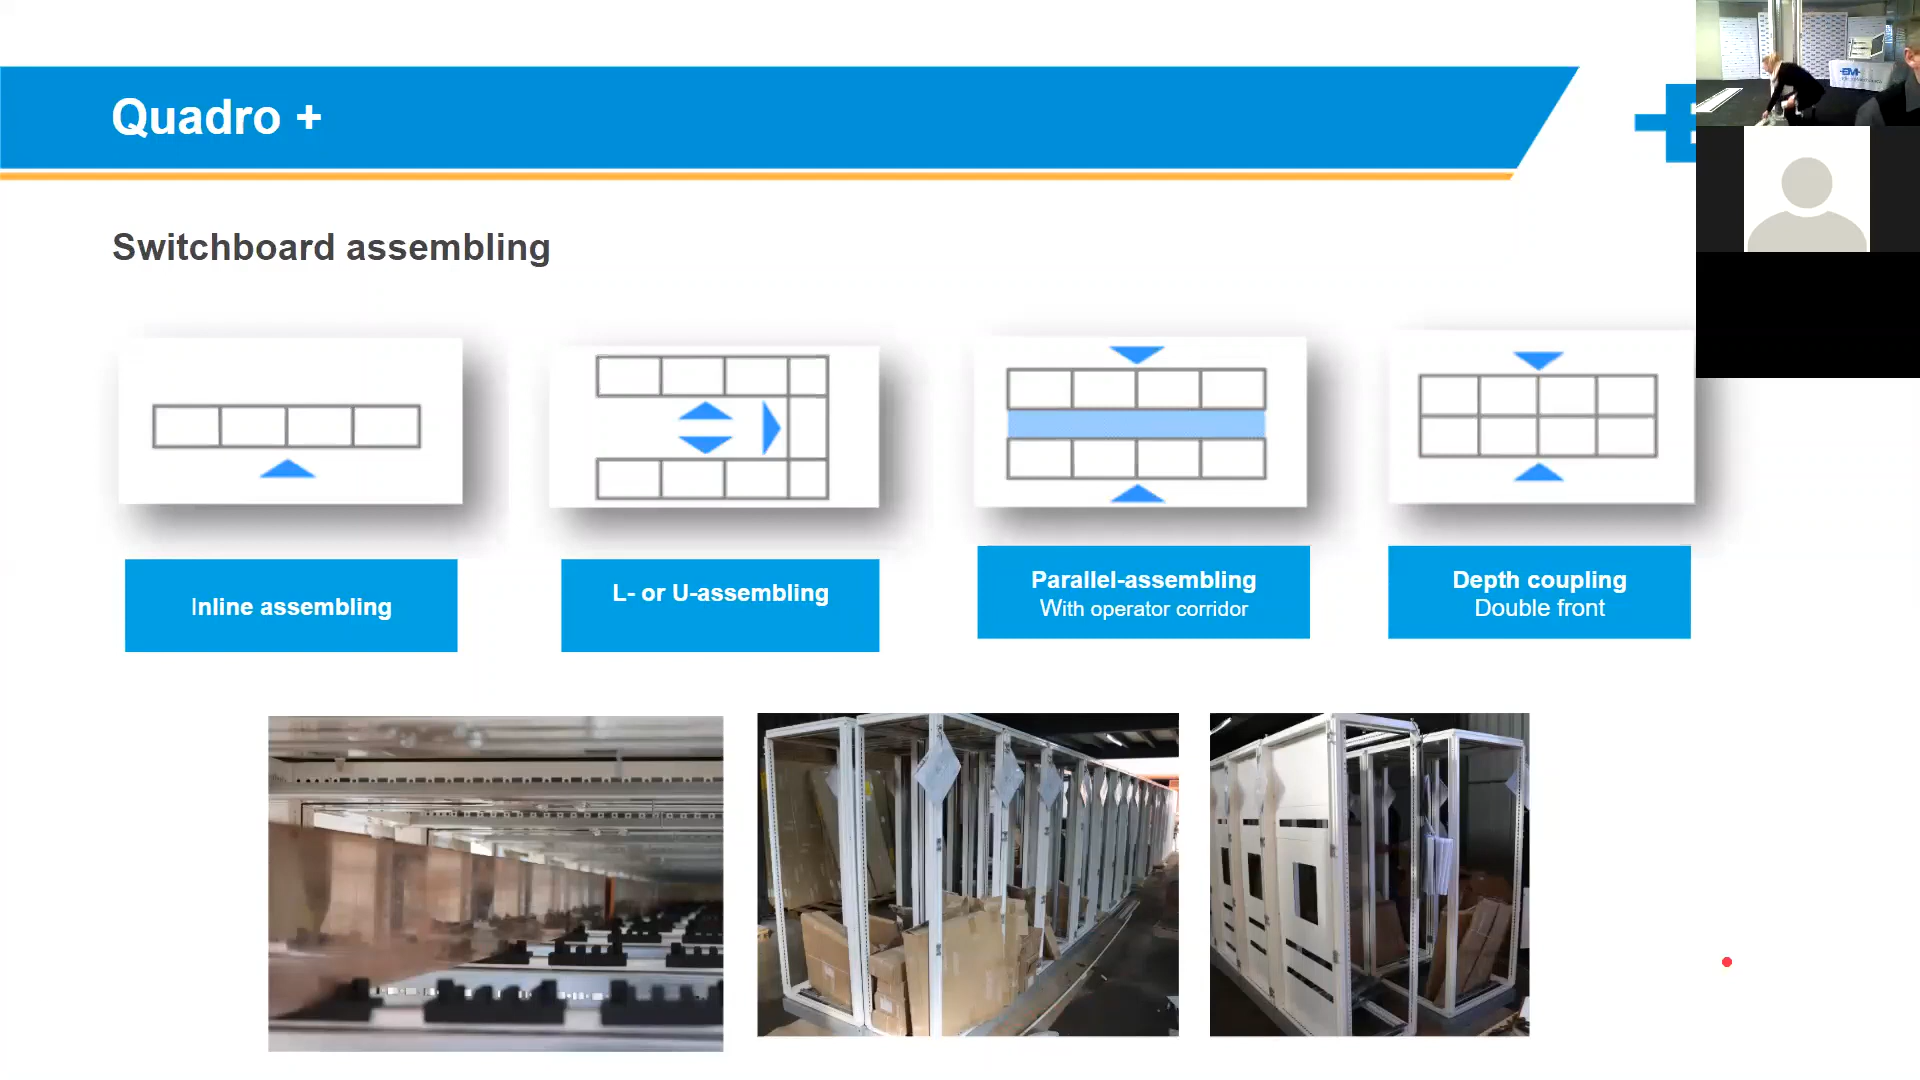 Quadro +
Switchboard assembling
Inline assembling
L- or U-assembling
Parallel-assembling
With operator corridor
Depth coupling
Double front